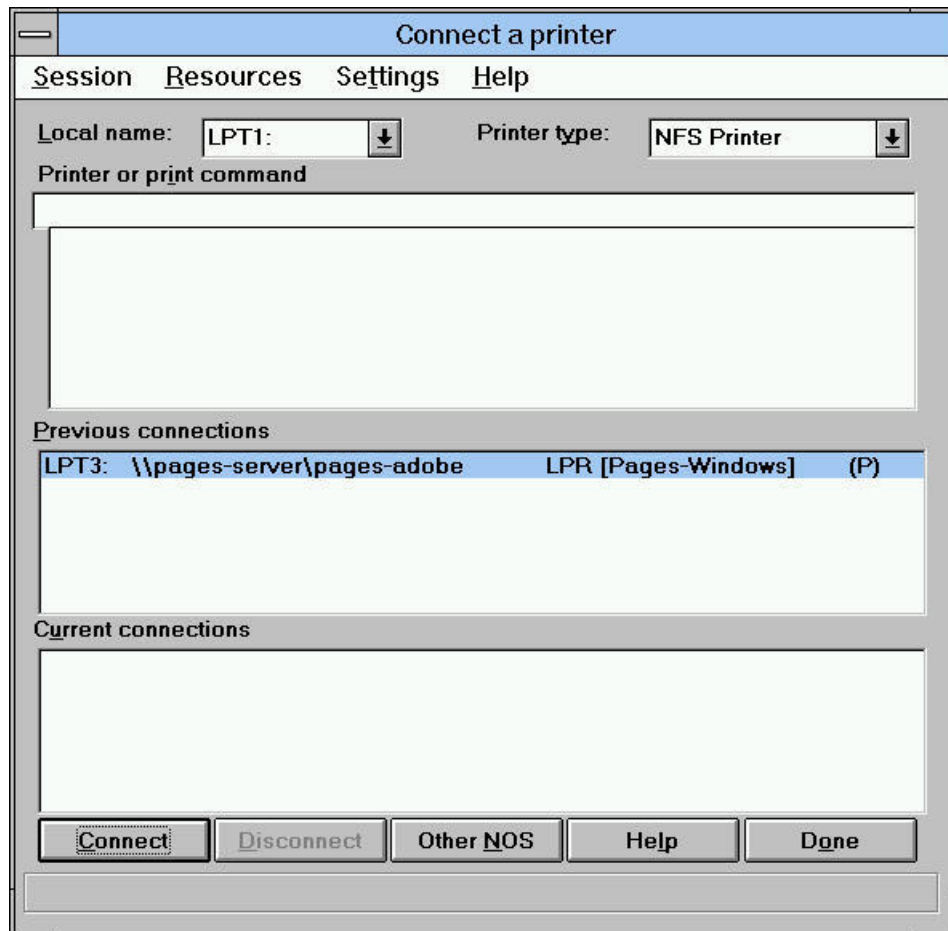 Connect a printer
Session Resources Settings Help
Local name: LPT1: Printer type: NFS Printer
Printer or print command
Previous connections
LPT3: \\pages-server\pages-adobe LPR [Pages-Windows] (P)
Current connections
Connect Disconnect Other NOS Help Done